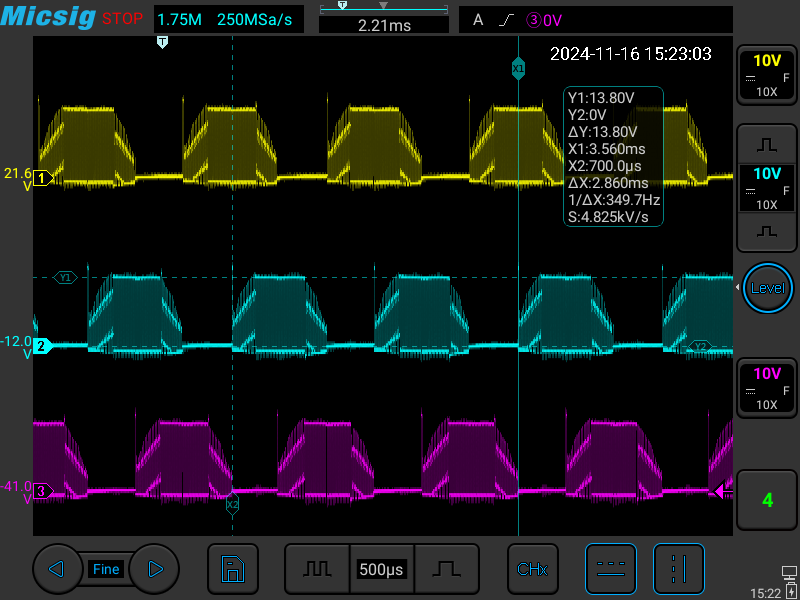 Micsig STOP 1.75M 250MSa/s T 2.21ms A ③0V
T
2024-11-16 15:23:03
X1
10V
F
10X
Y1:13.80V
Y2:0V
ΔY:13.80V
X1:3.560ms
X2:700.0μs
ΔX:2.860ms
1/ΔX:349.7Hz
S:4.825kV/s
21.6
V
1
10V
F
10X
Y1
Level
-12.0
V
2
Y2
10V
F
10X
-41.0
V
3
X2
4
Fine
500μs
CHx
15:22